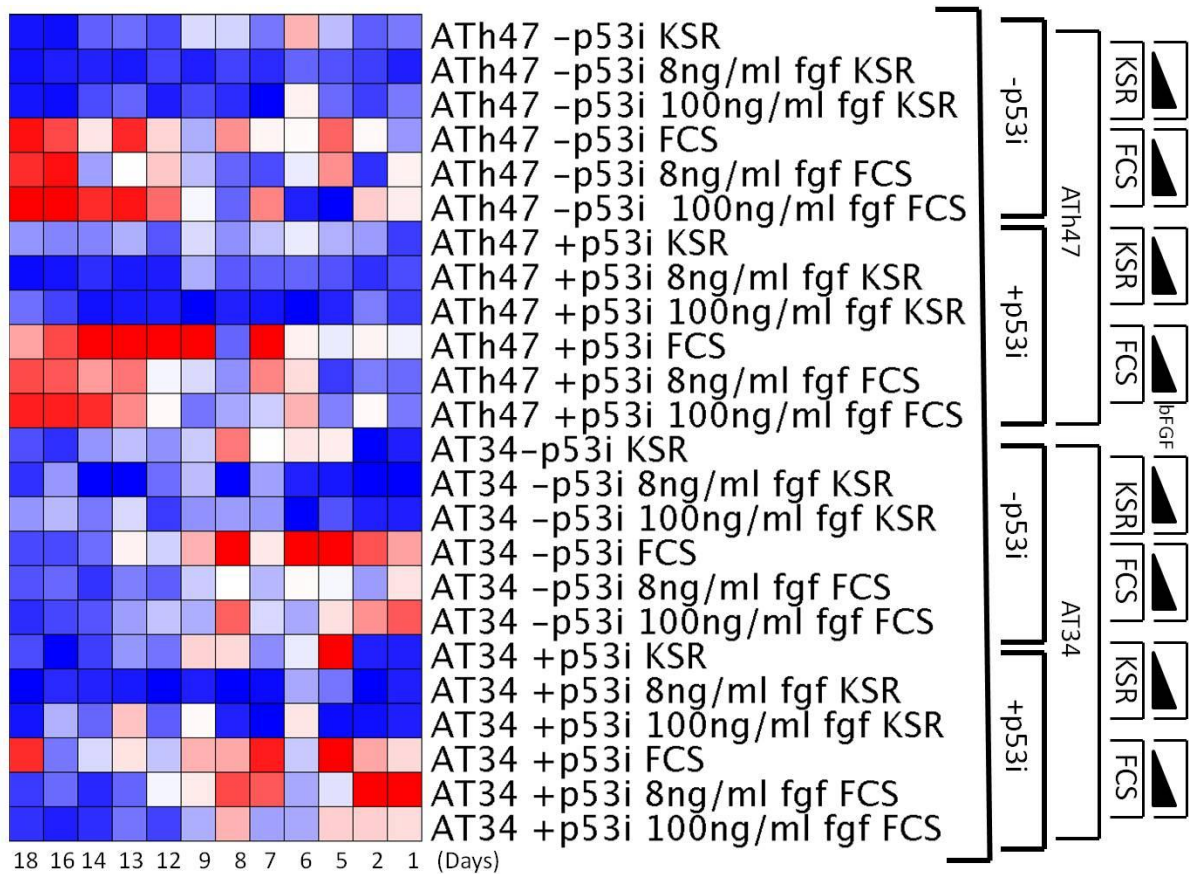 ATh47 –p53i KSR
ATh47 –p53i 8ng/ml fgf KSR
ATh47 –p53i 100ng/ml fgf KSR
ATh47 –p53i FCS
ATh47 –p53i 8ng/ml fgf FCS
ATh47 –p53i 100ng/ml fgf FCS
ATh47 +p53i KSR
ATh47 +p53i 8ng/ml fgf KSR
ATh47 +p53i 100ng/ml fgf KSR
ATh47 +p53i FCS
ATh47 +p53i 8ng/ml fgf FCS
ATh47 +p53i 100ng/ml fgf FCS
AT34–p53i KSR
AT34 –p53i 8ng/ml fgf KSR
AT34 –p53i 100ng/ml fgf KSR
AT34 –p53i FCS
AT34 –p53i 8ng/ml fgf FCS
AT34 –p53i 100ng/ml fgf FCS
AT34 +p53i KSR
AT34 +p53i 8ng/ml fgf KSR
AT34 +p53i 100ng/ml fgf KSR
AT34 +p53i FCS
AT34 +p53i 8ng/ml fgf FCS
AT34 +p53i 100ng/ml fgf FCS
18 16 14 13 12 9 8 7 6 5 2 1 (Days)
-p53i
+p53i
-p53i
+p53i
ATh47
AT34
KSR
FCS
KSR
FCS
bFGF
KSR
FCS
KSR
FCS